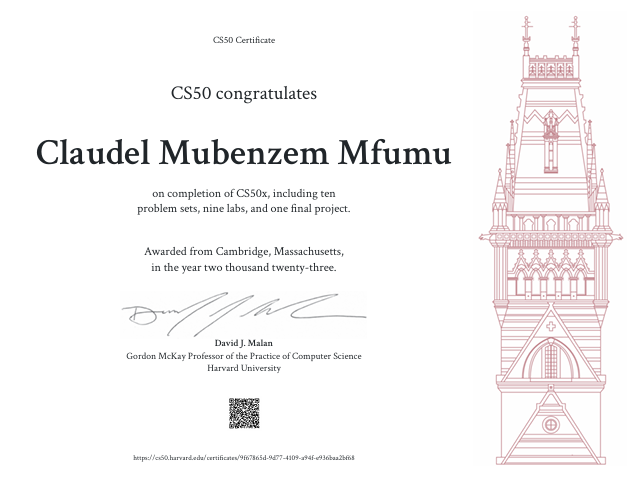 CS50 Certificate
CS50 congratulates
Claudel Mubenzem Mfumu
on completion of CS50x, including ten
problem sets, nine labs, and one final project.
Awarded from Cambridge, Massachusetts,
in the year two thousand twenty-three.
David J. Malan
Gordon McKay Professor of the Practice of Computer Science
Harvard University
https://cs50.harvard.edu/certificates/9f67865d-9d77-4109-a94f-e936baa2bf68